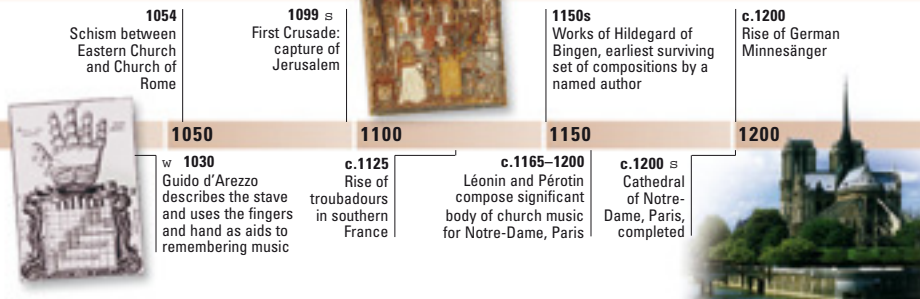 1054
Schism between
Eastern Church
and Church of
Rome
1099 s
First Crusade:
capture of
Jerusalem
1150s
Works of Hildegard of
Bingen, earliest surviving
set of compositions by a
named author
c.1200
Rise of German
Minnesänger
1050
1100
1150
1200
w 1030
Guido d’Arezzo
describes the stave
and uses the fingers
and hand as aids to
remembering music
c.1125
Rise of
troubadours
in southern
France
c.1165–1200
Léonin and Pérotin
compose significant
body of church music
for Notre-Dame, Paris
c.1200 s
Cathedral
of Notre-
Dame, Paris,
completed